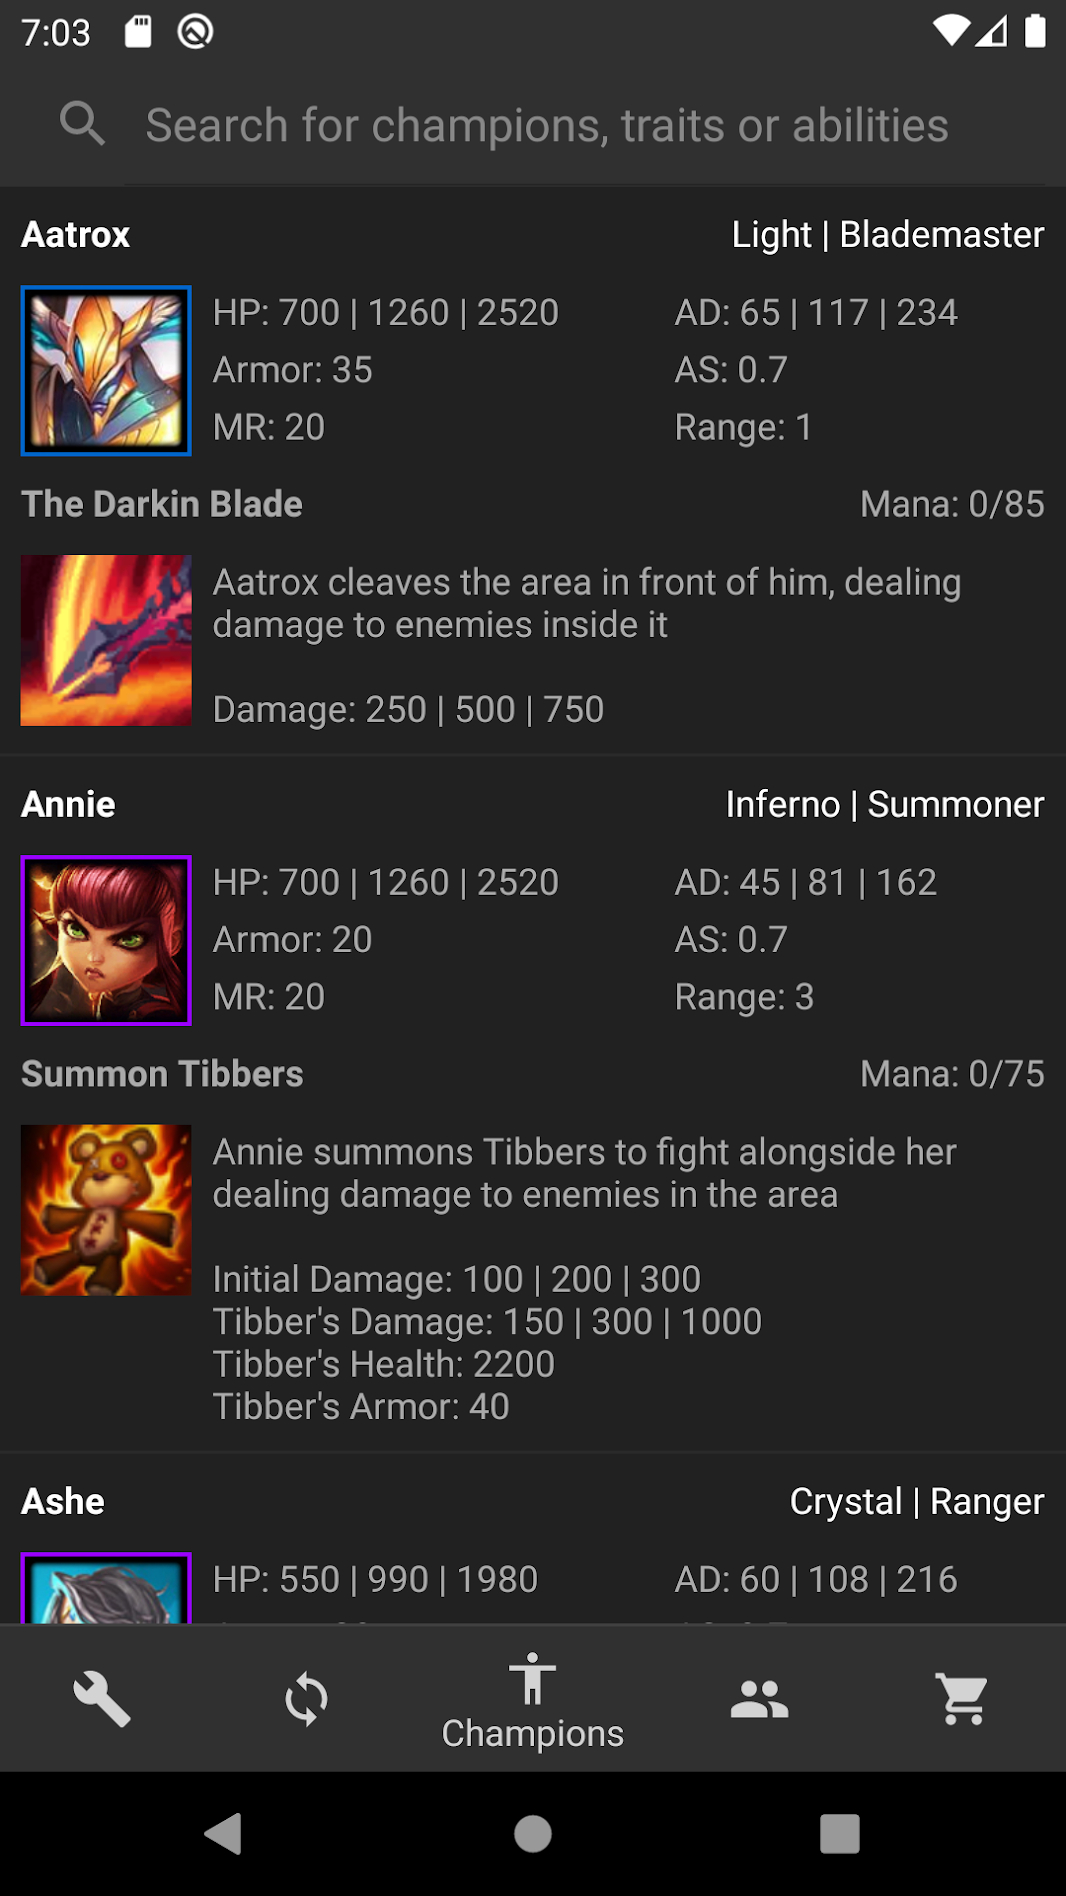 7:03
Search for champions, traits or abilities
Aatrox
Light | Blademaster
HP: 700 | 1260 | 2520
AD: 65 | 117 | 234
Armor: 35
AS: 0.7
MR: 20
Range: 1
The Darkin Blade
Mana: 0/85
Aatrox cleaves the area in front of him, dealing
damage to enemies inside it
Damage: 250 | 500 | 750
Annie
Inferno | Summoner
HP: 700 | 1260 | 2520
AD: 45 | 81 | 162
Armor: 20
AS: 0.7
MR: 20
Range: 3
Summon Tibbers
Mana: 0/75
Annie summons Tibbers to fight alongside her
dealing damage to enemies in the area
Initial Damage: 100 | 200 | 300
Tibber's Damage: 150 | 300 | 1000
Tibber's Health: 2200
Tibber's Armor: 40
Ashe
Crystal | Ranger
HP: 550 | 990 | 1980
AD: 60 | 108 | 216
Champions